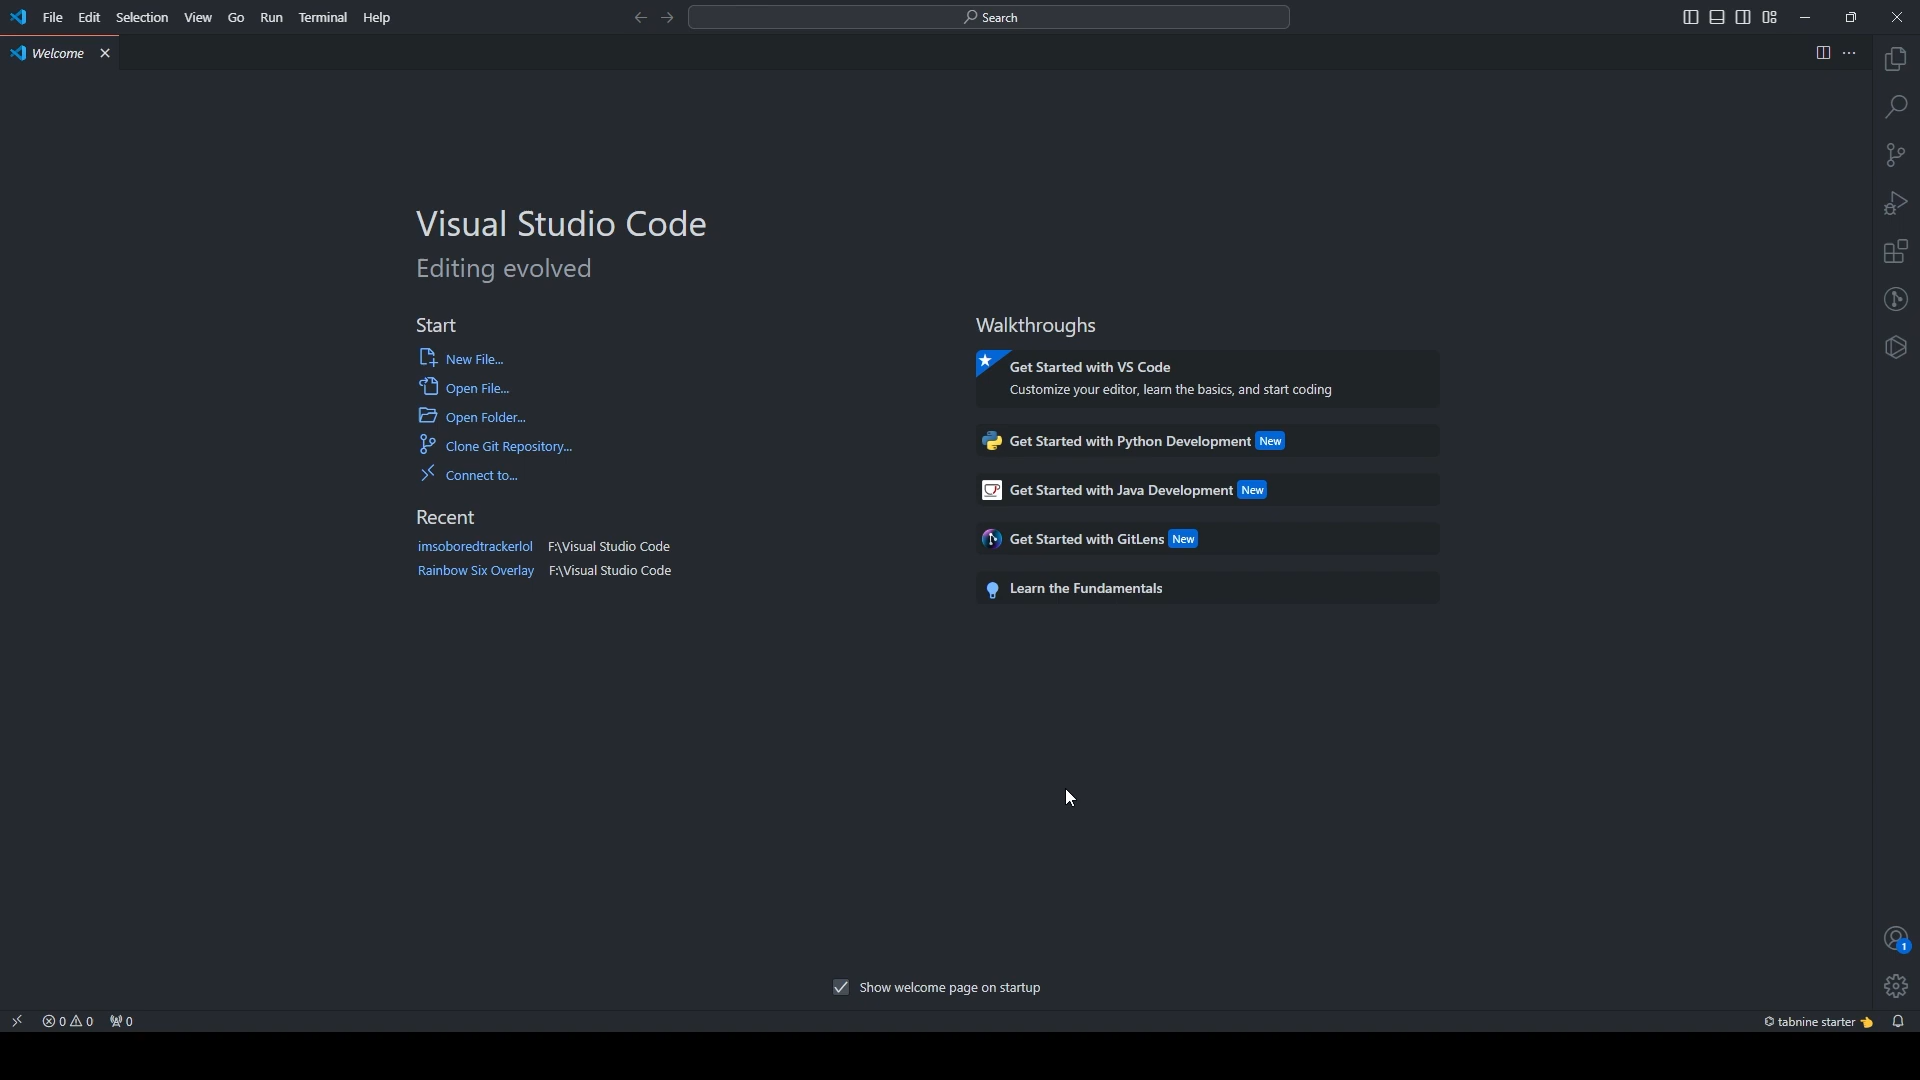 File Edit Selection View Go Run Terminal Help
Search
Welcome
Visual Studio Code
Editing evolved
Start
New File...
Open File...
Open Folder...
Clone Git Repository...
Connect to...
Recent
imsoboredtrackerlol F:\Visual Studio Code
Rainbow Six Overlay F:\Visual Studio Code
Walkthroughs
Get Started with VS Code
Customize your editor, learn the basics, and start coding
Get Started with Python Development New
Get Started with Java Development New
Get Started with GitLens New
Learn the Fundamentals
Show welcome page on startup
1
0 0 0
tabnine starter